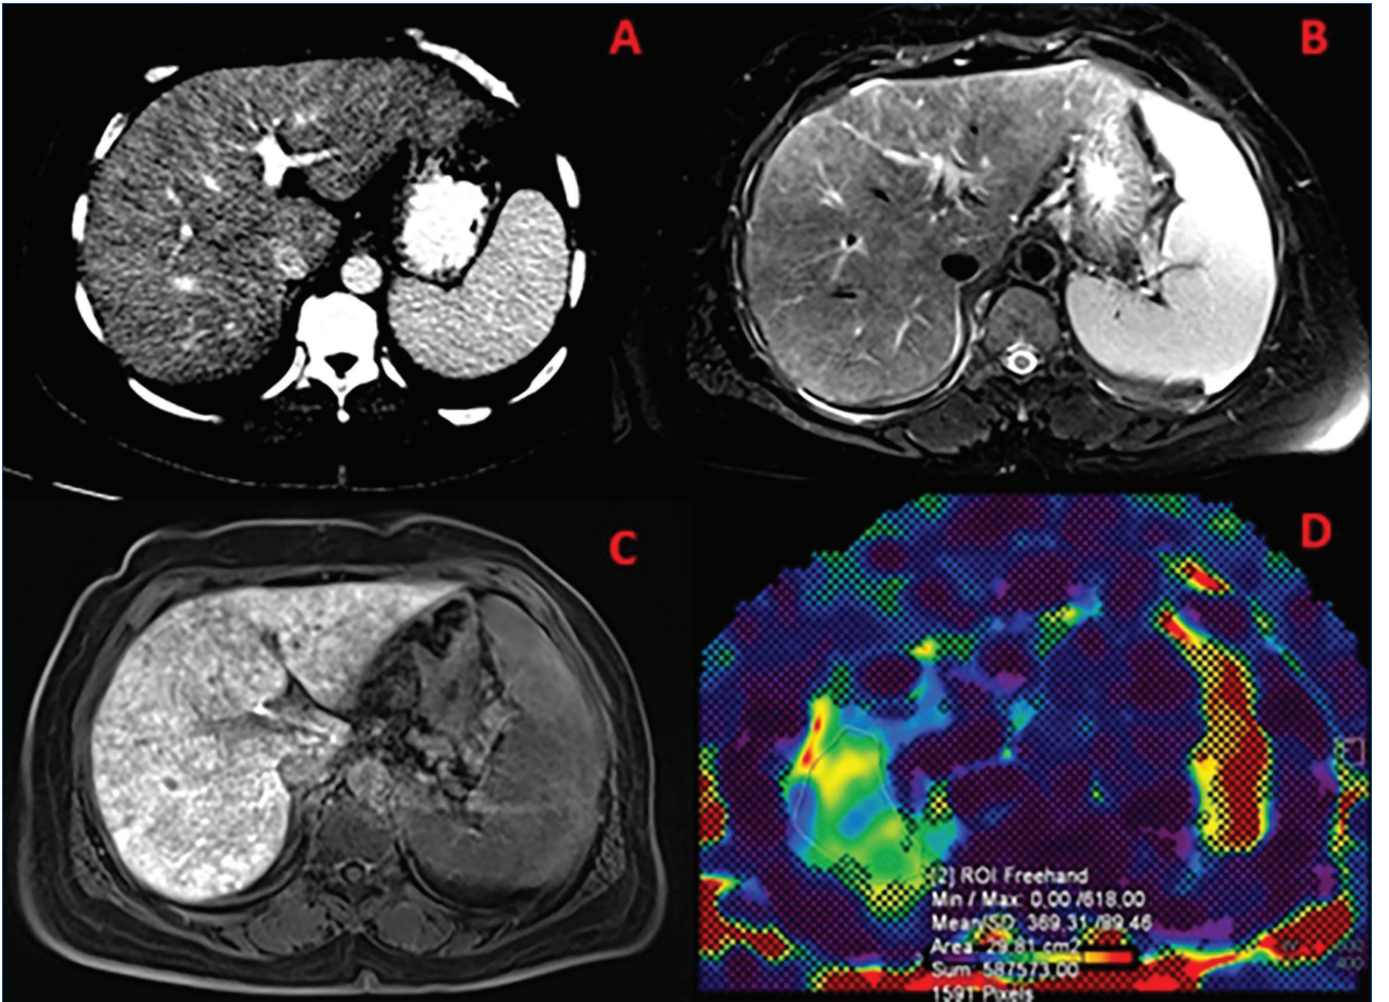 A
B
C
D
[2] ROI Freehand
Min / Max: 0,00 /618,00
Mean/SD: 369.31 /89.46
Area: 29.81 cm2
Sum: 587573,00
1591 Pixels